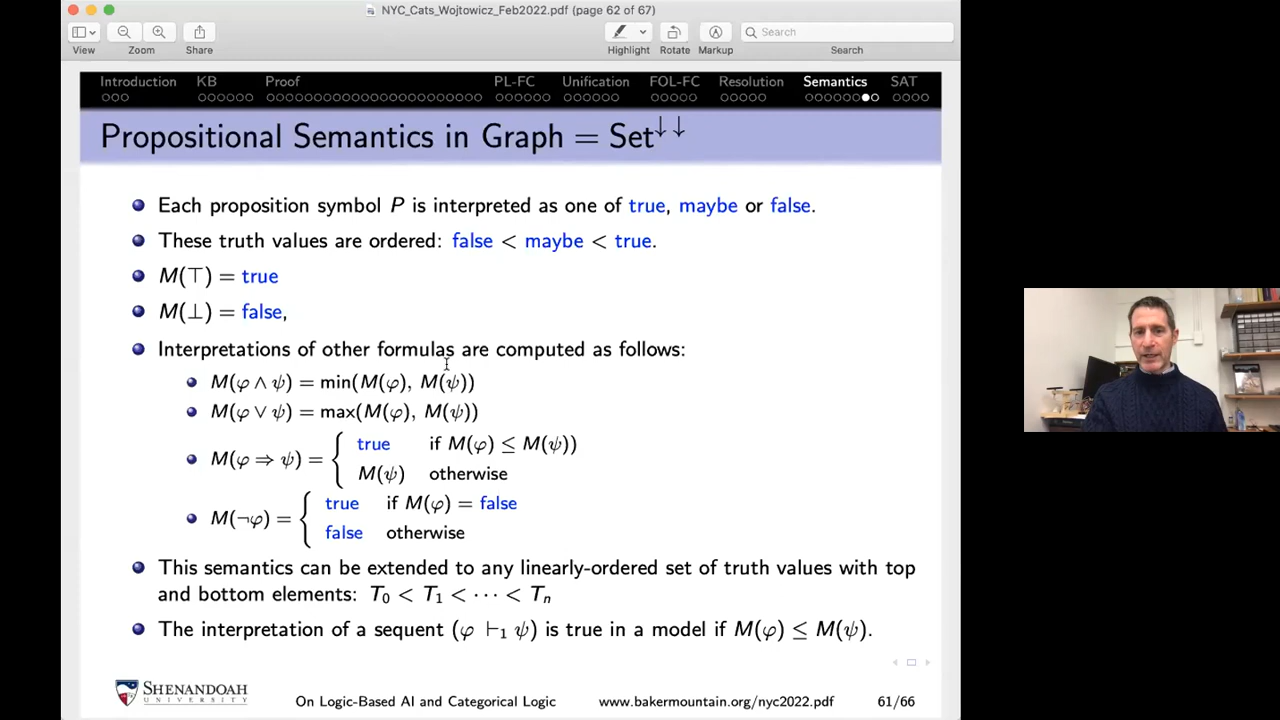 NYC_Cats_Wojtowicz_Feb2022.pdf (page 62 of 67)
View Zoom Share Highlight Rotate Markup Search
Search
Introduction KB Proof PL-FC Unification FOL-FC Resolution Semantics SAT
Propositional Semantics in Graph = Set↓↓
Each proposition symbol P is interpreted as one of true, maybe or false.
These truth values are ordered: false < maybe < true.
M(⊤) = true
M(⊥) = false,
Interpretations of other formulas are computed as follows:
M(φ ∧ ψ) = min(M(φ), M(ψ))
M(φ ∨ ψ) = max(M(φ), M(ψ))
M(φ ⇒ ψ) = { true if M(φ) ≤ M(ψ))
M(ψ) otherwise
M(¬φ) = { true if M(φ) = false
false otherwise
This semantics can be extended to any linearly-ordered set of truth values with top
and bottom elements: T₀ < T₁ < ⋯ < Tₙ
The interpretation of a sequent (φ ⊢₁ ψ) is true in a model if M(φ) ≤ M(ψ).
SHENANDOAH
UNIVERSITY
On Logic-Based AI and Categorical Logic www.bakermountain.org/nyc2022.pdf 61/66